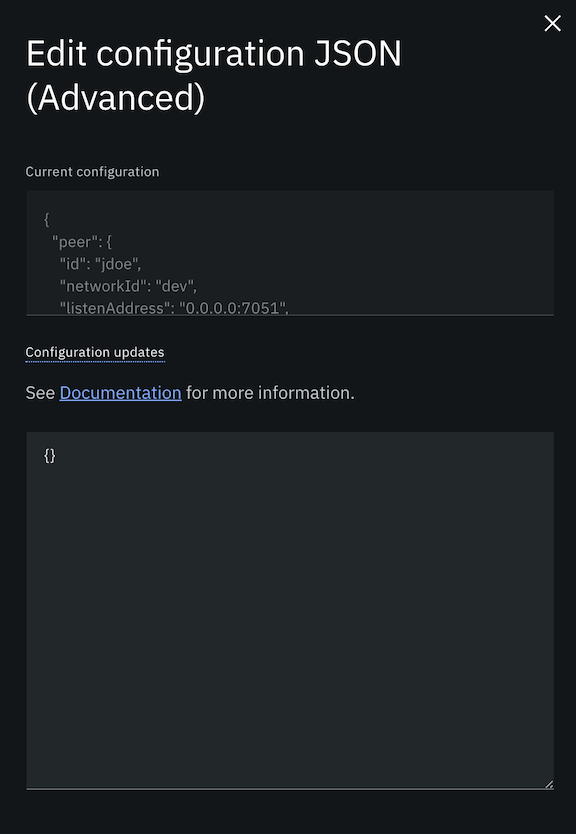 Edit configuration JSON
(Advanced)
Current configuration
{
"peer": {
"id": "jdoe",
"networkId": "dev",
"listenAddress": "0.0.0.0:7051",
Configuration updates
See Documentation for more information.
{}